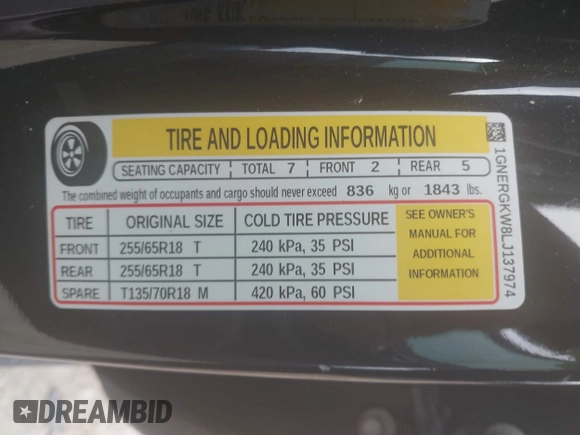 TIRE AND LOADING INFORMATION
SEATING CAPACITY TOTAL 7 FRONT 2 REAR 5
The combined weight of occupants and cargo should never exceed 836 kg or 1843 lbs.
TIRE ORIGINAL SIZE COLD TIRE PRESSURE
FRONT 255/65R18 T 240 kPa, 35 PSI
REAR 255/65R18 T 240 kPa, 35 PSI
SPARE T135/70R18 M 420 kPa, 60 PSI
SEE OWNER'S
MANUAL FOR
ADDITIONAL
INFORMATION
1GNERGKW8LJ137974
DREAMBID